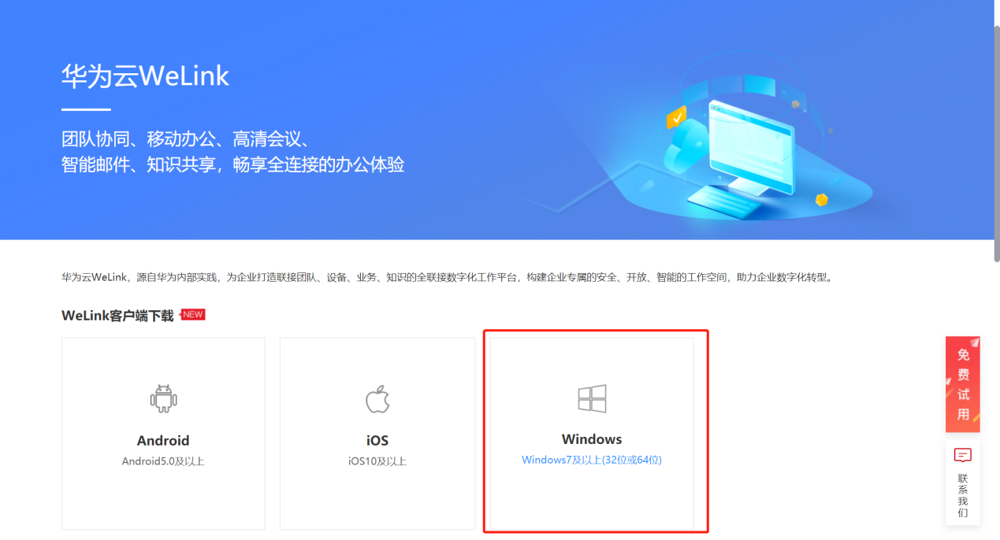 华为云WeLink
团队协同、移动办公、高清会议、
智能邮件、知识共享，畅享全连接的办公体验
华为云WeLink，源自华为内部实践，为企业打造联接团队、设备、业务、知识的全联接数字化工作平台，构建企业专属的安全、开放、智能的工作空间，助力企业数字化转型。
WeLink客户端下载 NEW
Android
Android5.0及以上
iOS
iOS10及以上
Windows
Windows7及以上(32位或64位)
免费试用
联系我们